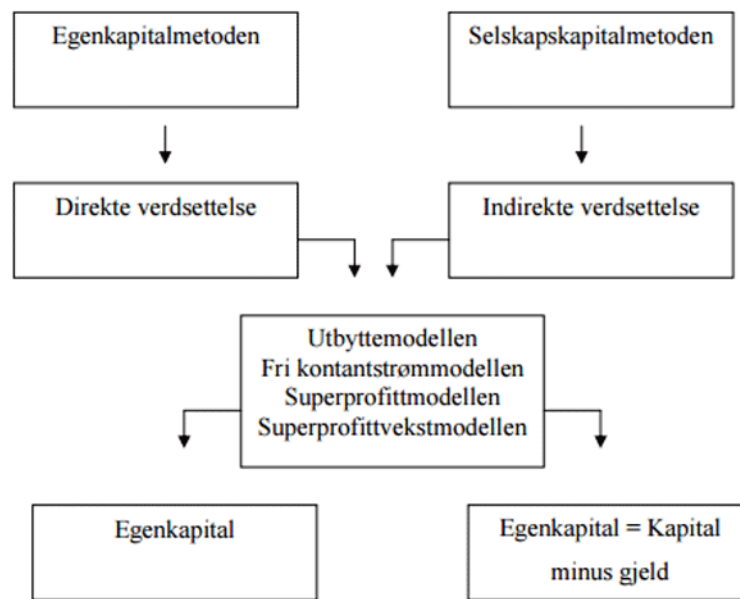 Egenkapitalmetoden
Selskapskapitalmetoden
Direkte verdsettelse
Indirekte verdsettelse
Utbyttemodellen
Fri kontantstrømmodellen
Superprofittmodellen
Superprofittvekstmodellen
Egenkapital
Egenkapital = Kapital
minus gjeld